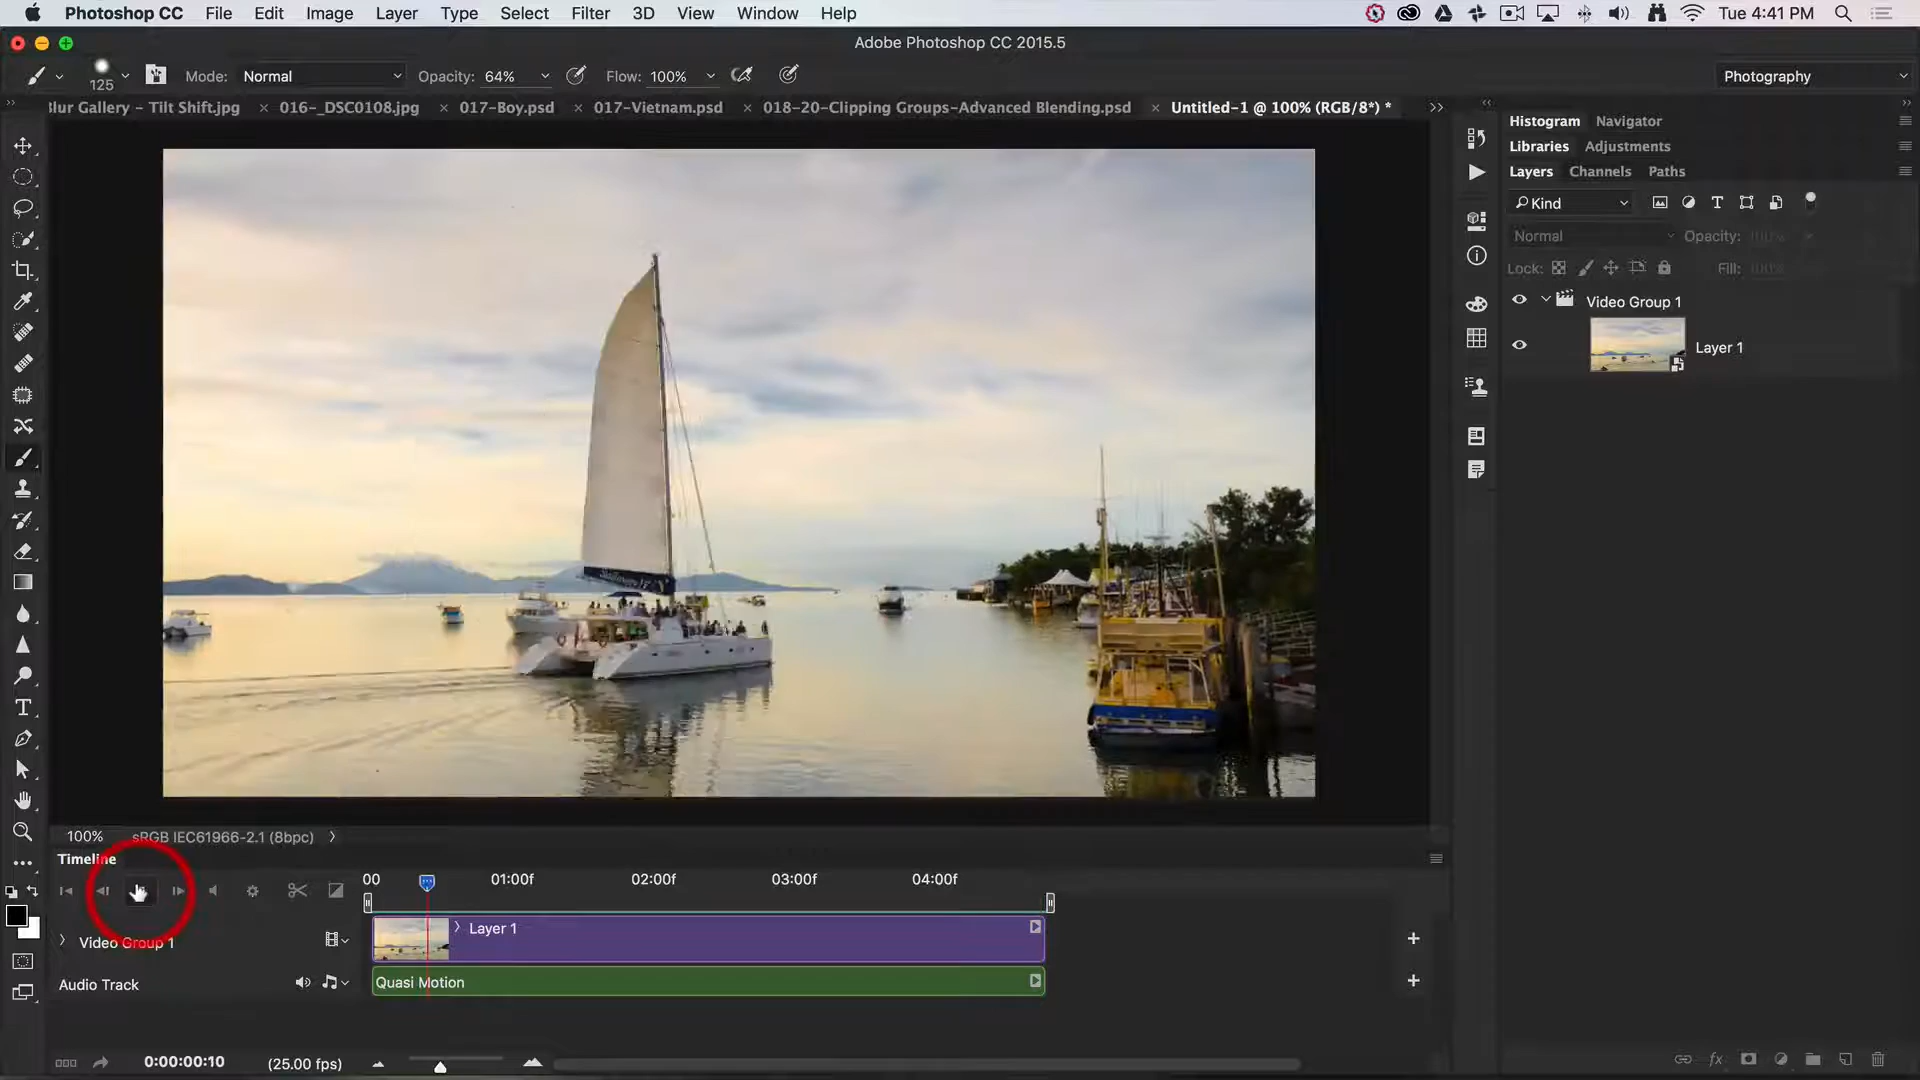 Photoshop CC File Edit Image Layer Type Select Filter 3D View Window Help Tue 4:41 PM
Adobe Photoshop CC 2015.5
125 Mode: Normal Opacity: 64% Flow: 100% Photography
Blur Gallery - Tilt Shift.jpg × 016-_DSC0108.jpg × 017-Boy.psd × 017-Vietnam.psd × 018-20-Clipping Groups-Advanced Blending.psd × Untitled-1 @ 100% (RGB/8*) *
Histogram Navigator
Libraries Adjustments
Layers Channels Paths
Kind
Normal Opacity: 100%
Lock: Fill: 100%
Video Group 1
Layer 1
100% sRGB IEC61966-2.1 (8bpc)
Timeline
00 01:00f 02:00f 03:00f 04:00f
Video Group 1 Layer 1
Audio Track Quasi Motion
0:00:00:10 (25.00 fps)